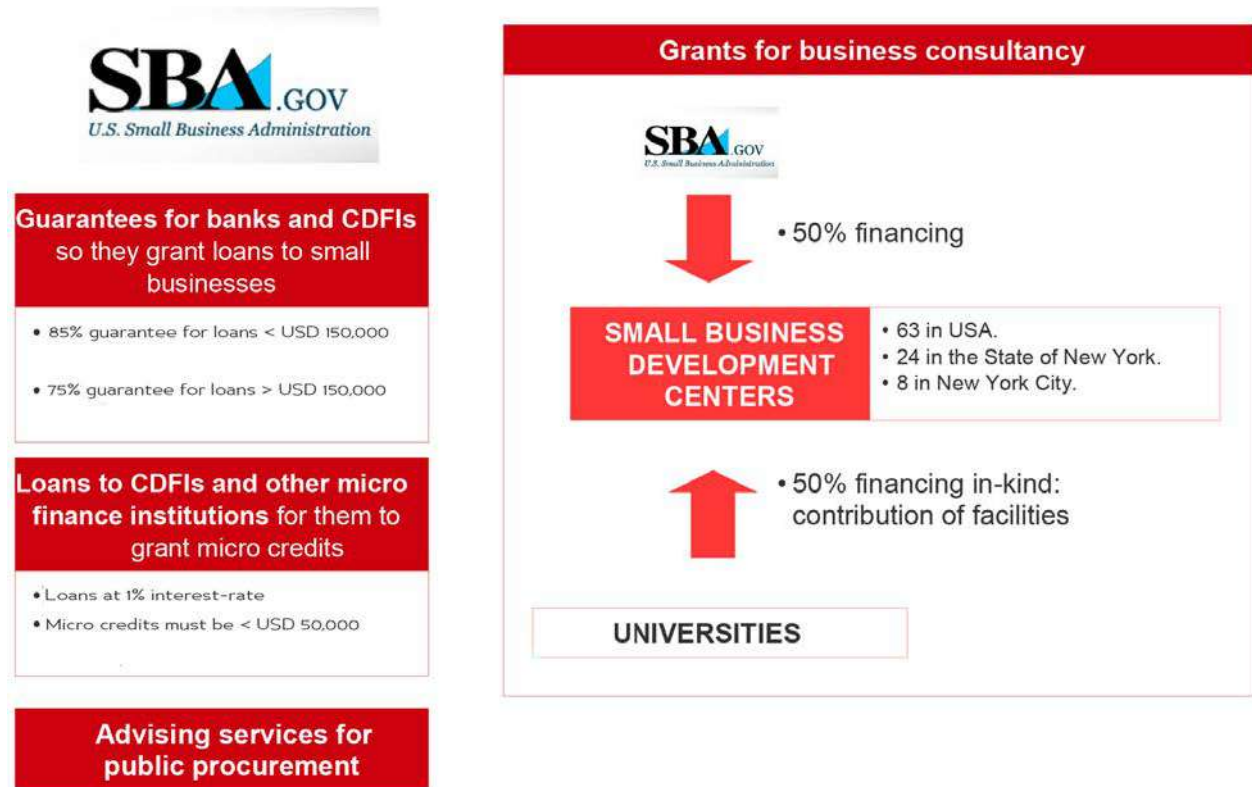 SBA.GOV
U.S. Small Business Administration
Guarantees for banks and CDFIs
so they grant loans to small
businesses
• 85% guarantee for loans < USD 150,000
• 75% guarantee for loans > USD 150,000
Loans to CDFIs and other micro
finance institutions for them to
grant micro credits
• Loans at 1% interest-rate
• Micro credits must be < USD 50,000
Advising services for
public procurement
Grants for business consultancy
SBA.GOV
U.S. Small Business Administration
• 50% financing
SMALL BUSINESS
DEVELOPMENT
CENTERS
• 63 in USA.
• 24 in the State of New York.
• 8 in New York City.
• 50% financing in-kind:
contribution of facilities
UNIVERSITIES